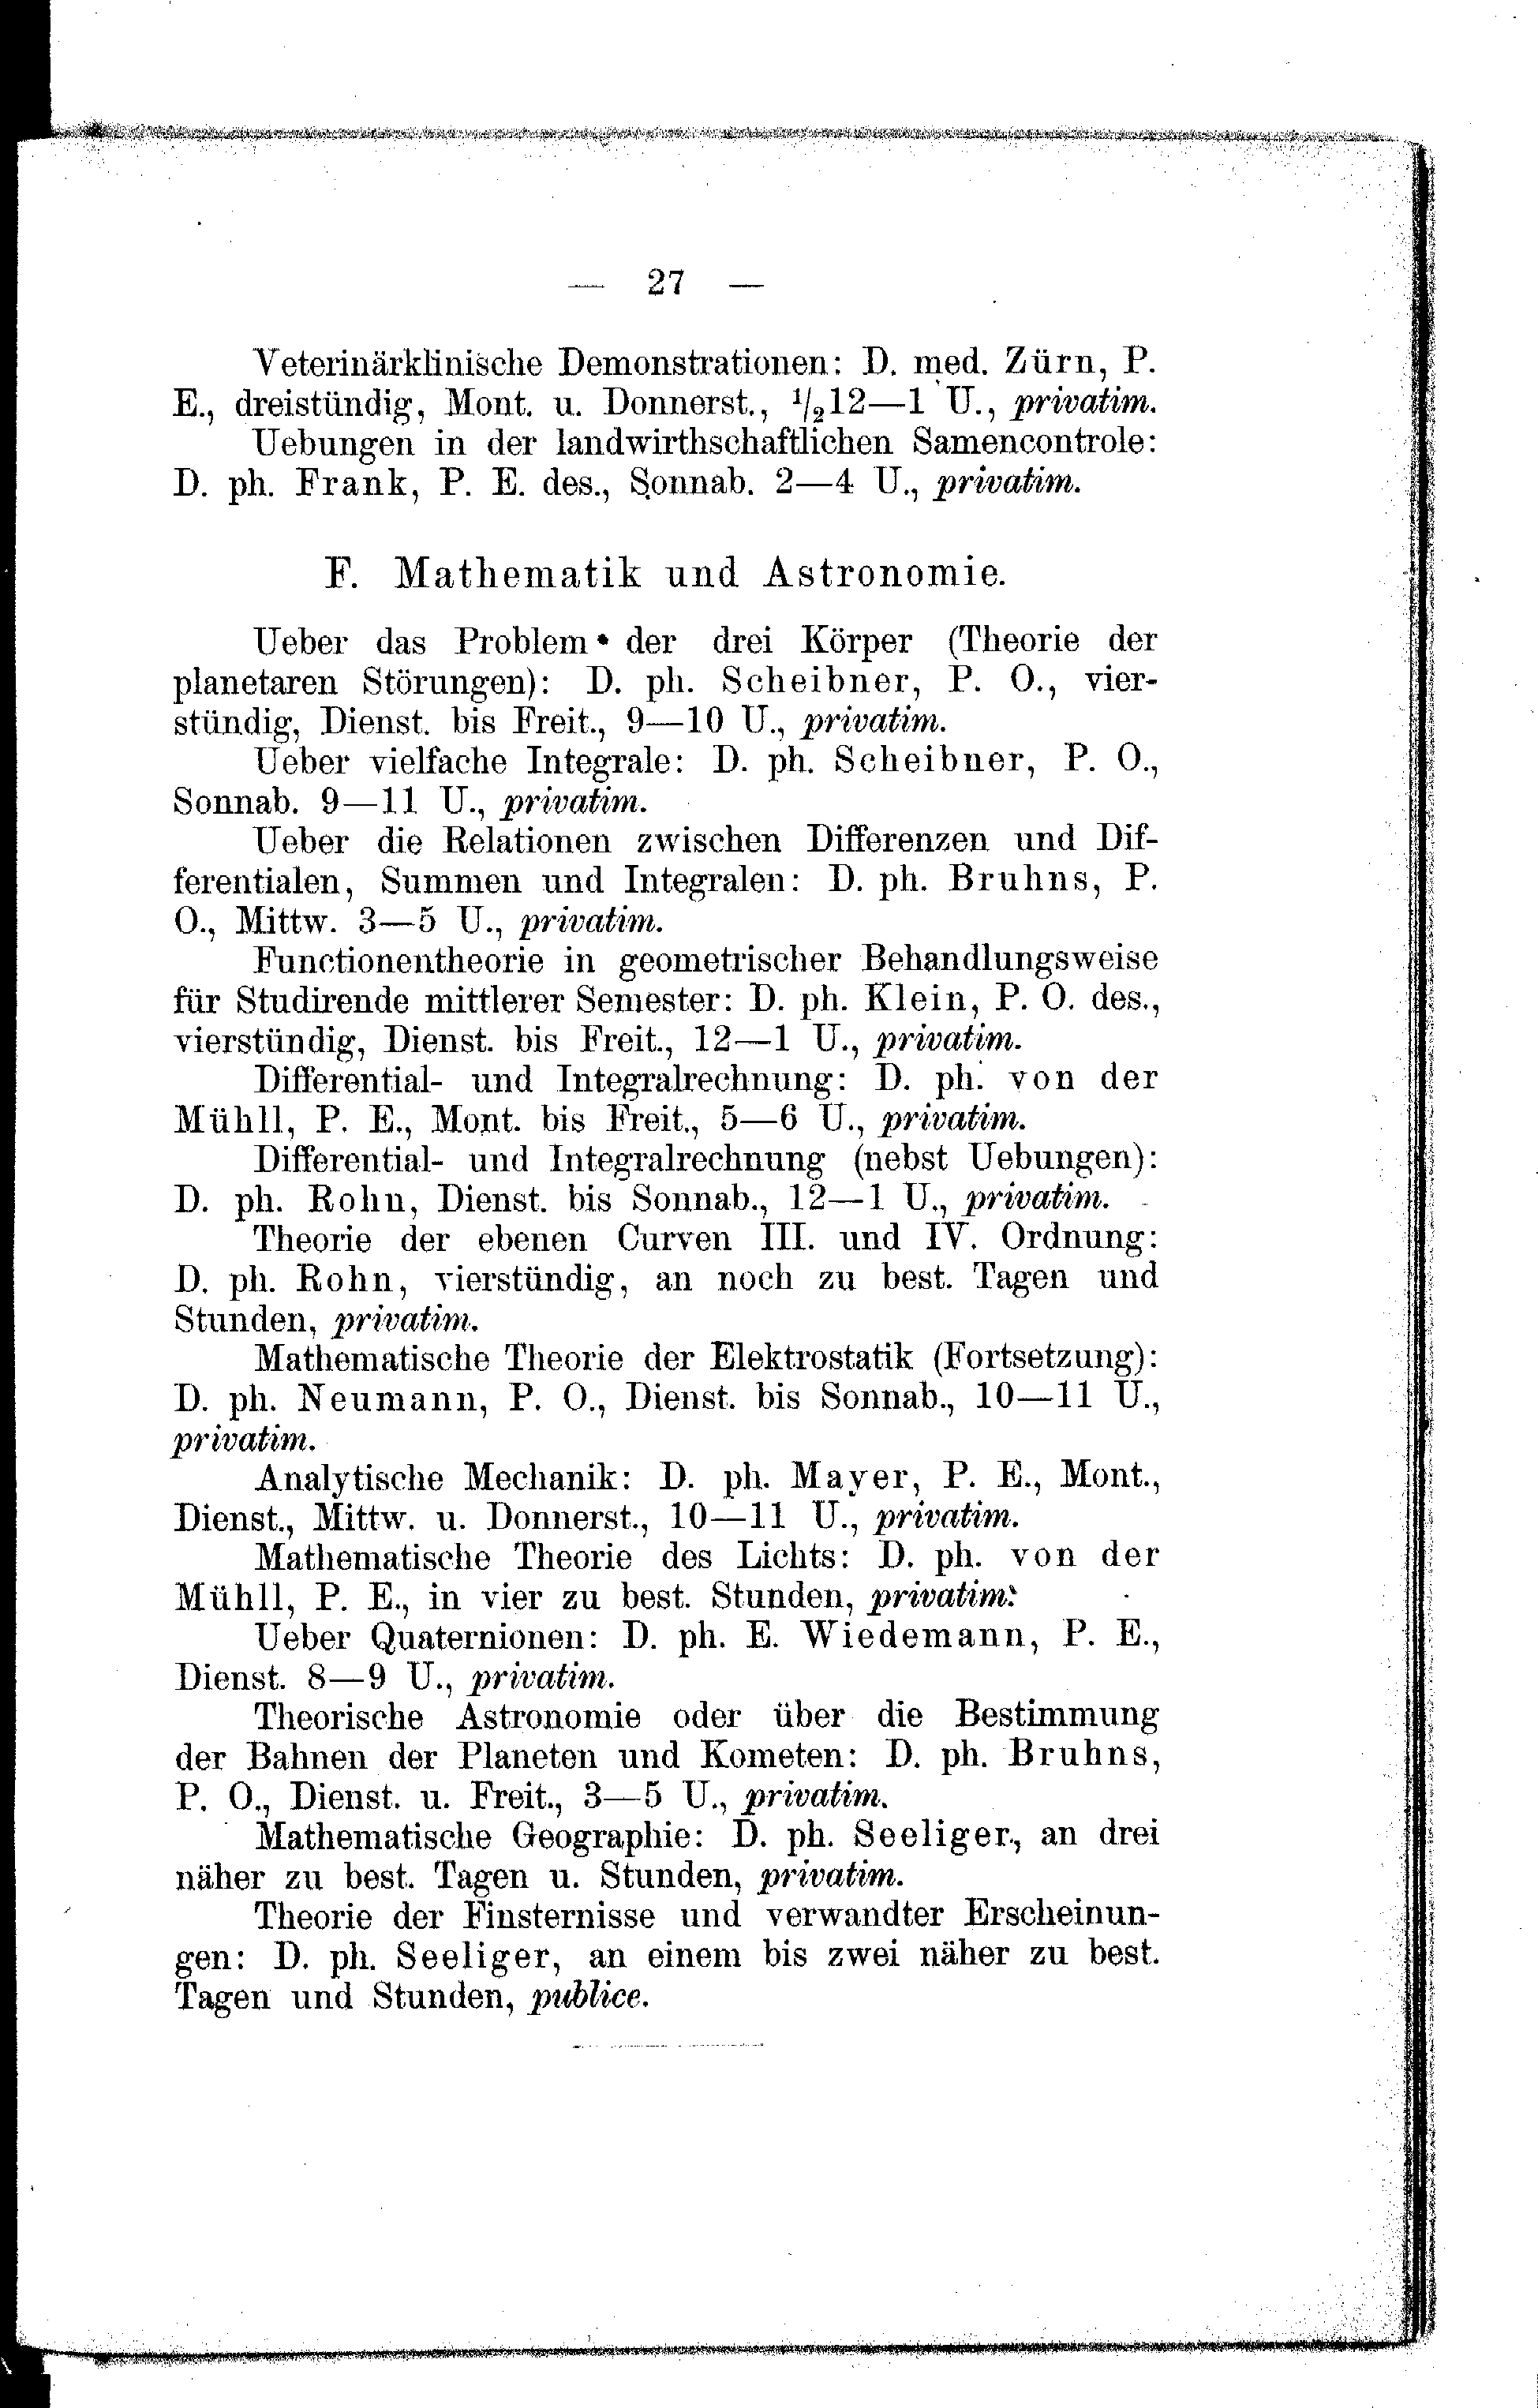 — 27 —
Veterinärklinische Demonstrationen: D. med. Zürn, P.
E., dreistündig, Mont. u. Donnerst., 1/212—1 U., privatim.
Uebungen in der landwirthschaftlichen Samencontrole:
D. ph. Frank, P. E. des., Sonnab. 2—4 U., privatim.
F. Mathematik und Astronomie.
Ueber das Problem der drei Körper (Theorie der
planetaren Störungen): D. ph. Scheibner, P. O., vier-
stündig, Dienst. bis Freit., 9—10 U., privatim.
Ueber vielfache Integrale: D. ph. Scheibner, P. O.,
Sonnab. 9—11 U., privatim.
Ueber die Relationen zwischen Differenzen und Dif-
ferentialen, Summen und Integralen: D. ph. Bruhns, P.
O., Mittw. 3—5 U., privatim.
Functionentheorie in geometrischer Behandlungsweise
für Studirende mittlerer Semester: D. ph. Klein, P. O. des.,
vierstündig, Dienst. bis Freit., 12—1 U., privatim.
Differential- und Integralrechnung: D. ph. von der
Mühll, P. E., Mont. bis Freit., 5—6 U., privatim.
Differential- und Integralrechnung (nebst Uebungen):
D. ph. Rohn, Dienst. bis Sonnab., 12—1 U., privatim.
Theorie der ebenen Curven III. und IV. Ordnung:
D. ph. Rohn, vierstündig, an noch zu best. Tagen und
Stunden, privatim.
Mathematische Theorie der Elektrostatik (Fortsetzung):
D. ph. Neumann, P. O., Dienst. bis Sonnab., 10—11 U.,
privatim.
Analytische Mechanik: D. ph. Mayer, P. E., Mont.,
Dienst., Mittw. u. Donnerst., 10—11 U., privatim.
Mathematische Theorie des Lichts: D. ph. von der
Mühll, P. E., in vier zu best. Stunden, privatim.
Ueber Quaternionen: D. ph. E. Wiedemann, P. E.,
Dienst. 8—9 U., privatim.
Theorische Astronomie oder über die Bestimmung
der Bahnen der Planeten und Kometen: D. ph. Bruhns,
P. O., Dienst. u. Freit., 3—5 U., privatim.
Mathematische Geographie: D. ph. Seeliger, an drei
näher zu best. Tagen u. Stunden, privatim.
Theorie der Finsternisse und verwandter Erscheinun-
gen: D. ph. Seeliger, an einem bis zwei näher zu best.
Tagen und Stunden, publice.